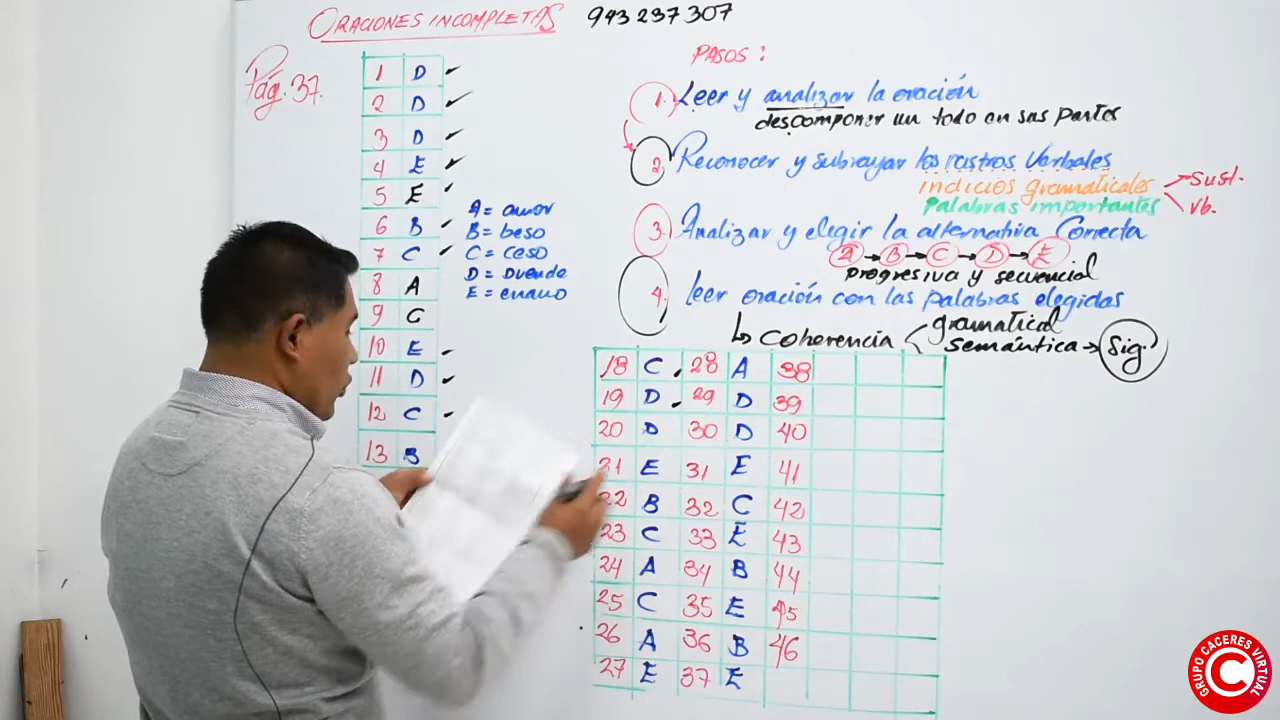 ORACIONES INCOMPLETAS 943 237 307
Pág. 37.
1 D
2 D
3 D
4 E
5 E
6 B
7 C
8 A
9 C
10 E
11 D
12 C
13 B
A = amor
B = beso
C = Ceso
D = Duende
E = enano
PASOS :
1. Leer y analizar la oración
descomponer un todo en sus partes
2. Reconocer y subrayar los rastros verbales
indicios gramaticales
Sust.
Palabras importantes
Vb.
3. Analizar y elegir la alternativa Correcta
A B C D E
progresiva y secuencial
4. Leer oración con las palabras elegidas
Coherencia
gramatical
semántica Sig.
18 C 28 A 38
19 D 29 D 39
20 D 30 D 40
21 E 31 E 41
22 B 32 C 42
23 C 33 E 43
24 A 34 B 44
25 C 35 E 45
26 A 36 B 46
27 E 37 E
GRUPO CACERES VIRTUAL
C